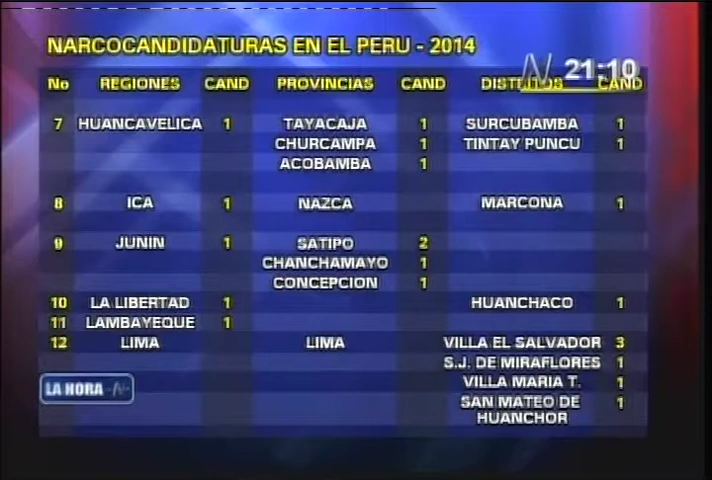 NARCOCANDIDATURAS EN EL PERU - 2014
21:10
No REGIONES CAND PROVINCIAS CAND DISTRITOS CAND
7 HUANCAVELICA 1 TAYACAJA 1 SURCUBAMBA 1
CHURCAMPA 1 TINTAY PUNCU 1
ACOBAMBA 1
8 ICA 1 NAZCA MARCONA 1
9 JUNIN 1 SATIPO 2
CHANCHAMAYO 1
CONCEPCION 1
10 LA LIBERTAD 1 HUANCHACO 1
11 LAMBAYEQUE 1
12 LIMA LIMA VILLA EL SALVADOR 3
S.J. DE MIRAFLORES 1
VILLA MARIA T. 1
SAN MATEO DE 1
HUANCHOR
LA HORA N